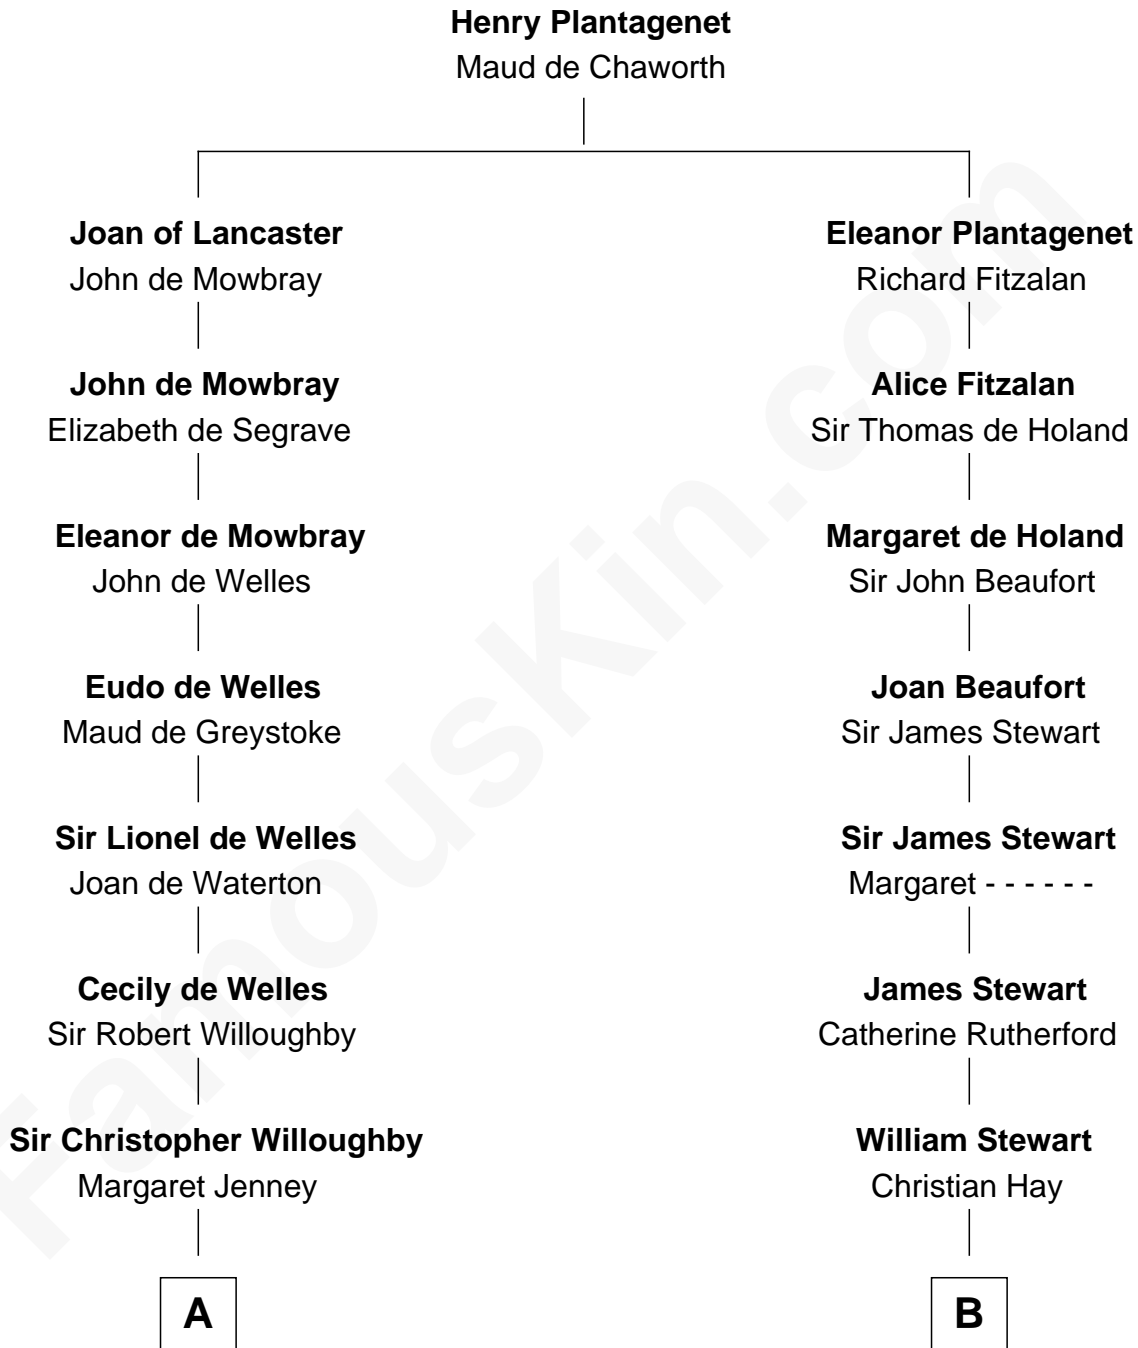 Henry Plantagenet
Maud de Chaworth
Joan of Lancaster
John de Mowbray
Eleanor Plantagenet
Richard Fitzalan
John de Mowbray
Elizabeth de Segrave
Alice Fitzalan
Sir Thomas de Holand
Eleanor de Mowbray
John de Welles
Margaret de Holand
Sir John Beaufort
Eudo de Welles
Maud de Greystoke
Joan Beaufort
Sir James Stewart
Sir Lionel de Welles
Joan de Waterton
Sir James Stewart
Margaret - - - - - -
Cecily de Welles
Sir Robert Willoughby
James Stewart
Catherine Rutherford
Sir Christopher Willoughby
Margaret Jenney
William Stewart
Christian Hay
A
B
FamousKin.com